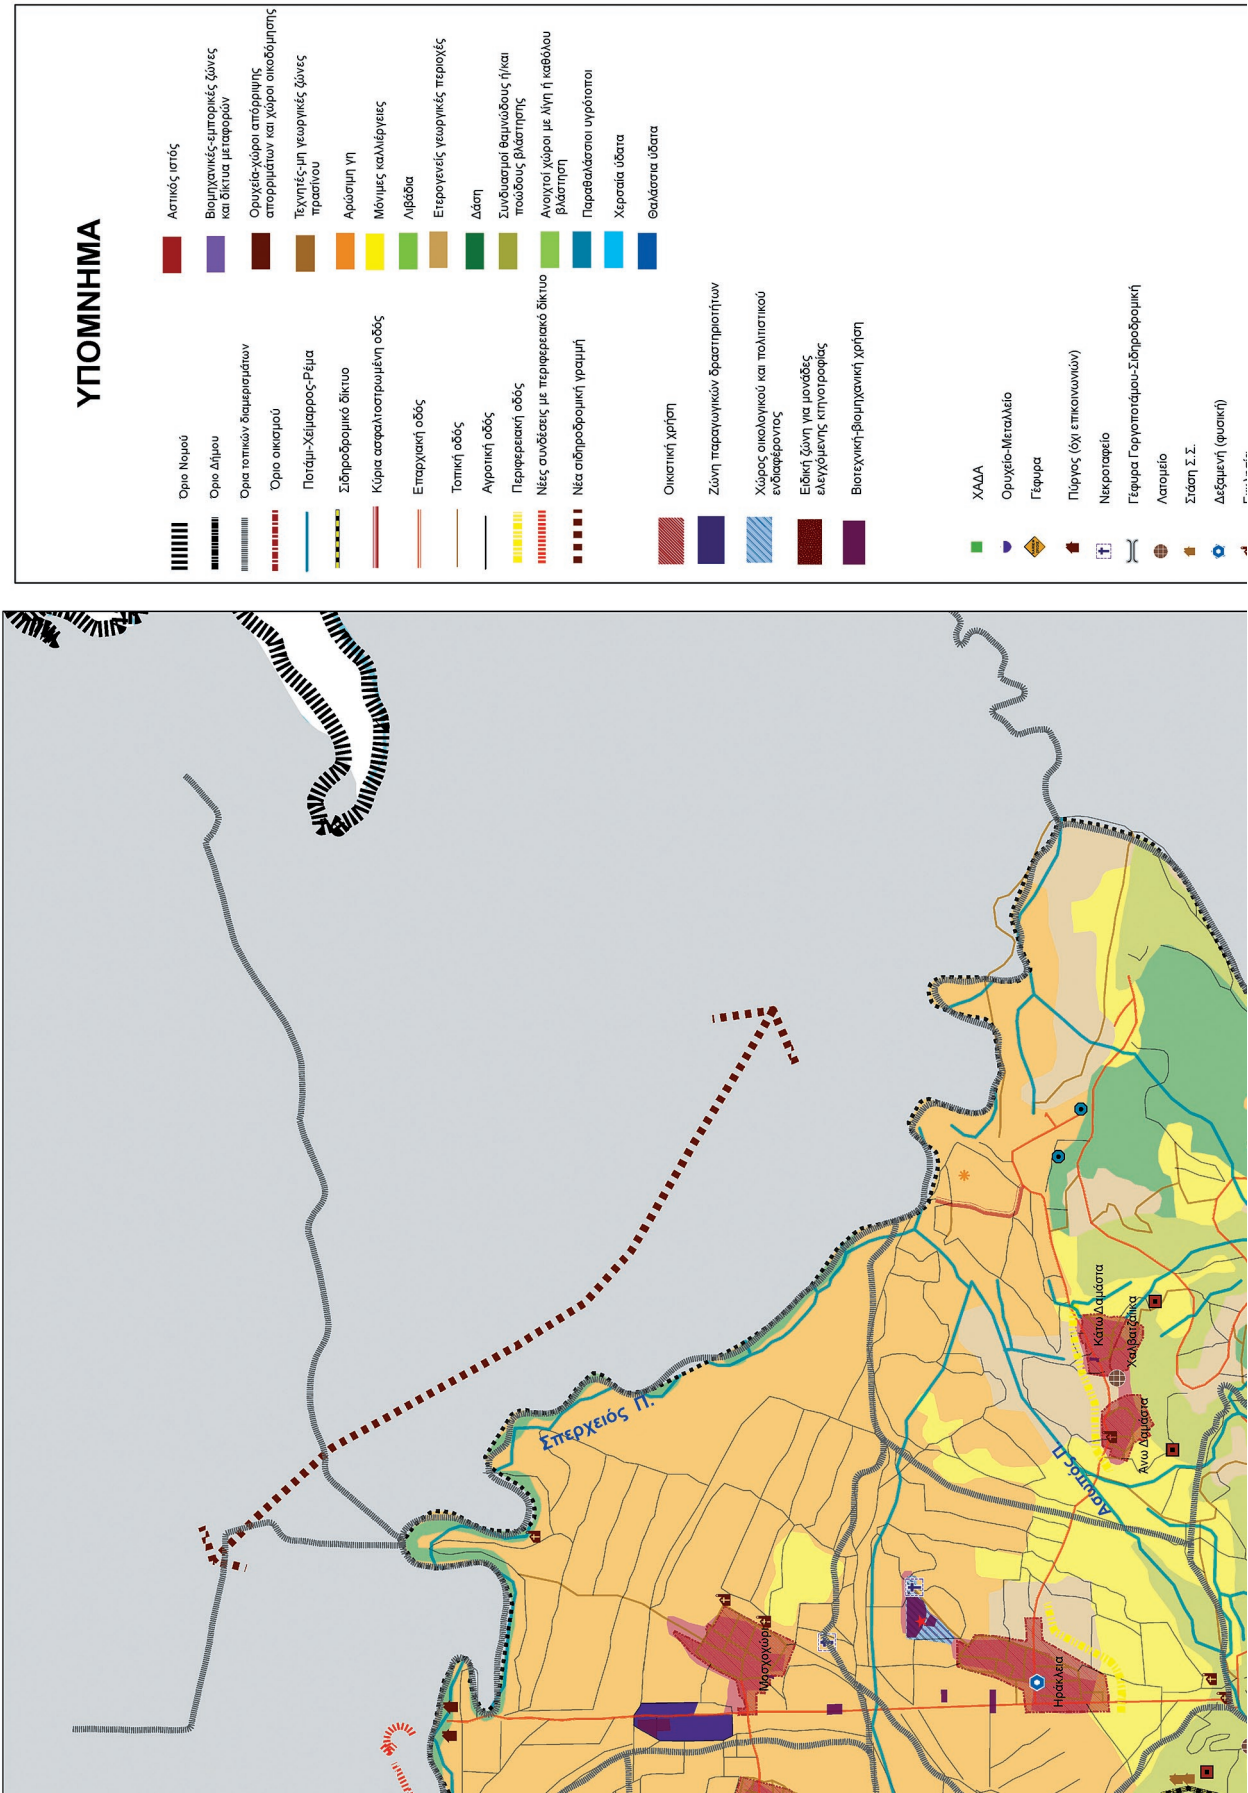 ΥΠΟΜΝΗΜΑ
Όριο Νομού
Όριο Δήμου
Όρια τοπικών διαμερισμάτων
Όριο οικισμού
Ποτάμι-Χείμαρρος-Ρέμα
Σιδηροδρομικό δίκτυο
Κύρια ασφαλτοστρωμένη οδός
Επαρχιακή οδός
Τοπική οδός
Αγροτική οδός
Περιφερειακή οδός
Νέες συνδέσεις με περιφερειακό δίκτυο
Νέα σιδηροδρομική γραμμή
Αστικός ιστός
Βιομηχανικές-εμπορικές ζώνες
και δίκτυα μεταφορών
Ορυχεία-χώροι απόρριψης
απορριμάτων και χώροι οικοδόμησης
Τεχνητές-μη γεωργικές ζώνες
πρασίνου
Αρώσιμη γη
Μόνιμες καλλιέργειες
Λιβάδια
Ετερογενείς γεωργικές περιοχές
Δάση
Συνδυασμοί θαμνώδους ή/και
ποώδους βλάστησης
Ανοιχτοί χώροι με λίγη ή καθόλου
βλάστηση
Παραθαλάσσιοι υγρότοποι
Χερσαία ύδατα
Θαλάσσια ύδατα
Οικιστική χρήση
Ζώνη παραγωγικών δραστηριοτήτων
Χώρος οικολογικού και πολιτιστικού
ενδιαφέροντος
Ειδική ζώνη για μονάδες
ελεγχόμενης κτηνοτροφίας
Βιοτεχνική-βιομηχανική χρήση
ΧΑΔΑ
Ορυχείο-Μεταλλείο
Γέφυρα
Πύργος (όχι επικοινωνιών)
Νεκροταφείο
Γέφυρα Γοργοποτάμου-Σιδηροδρομική
Λατομείο
Στάση Σ.Σ.
Δεξαμενή (φυσική)
Σπερχειός Π.
Μοσχοχώρι
Ηράκλεια
Ασωπός Π.
Κάτω Δαμάστα
Χαλβατζαίικα
Άνω Δαμάστα